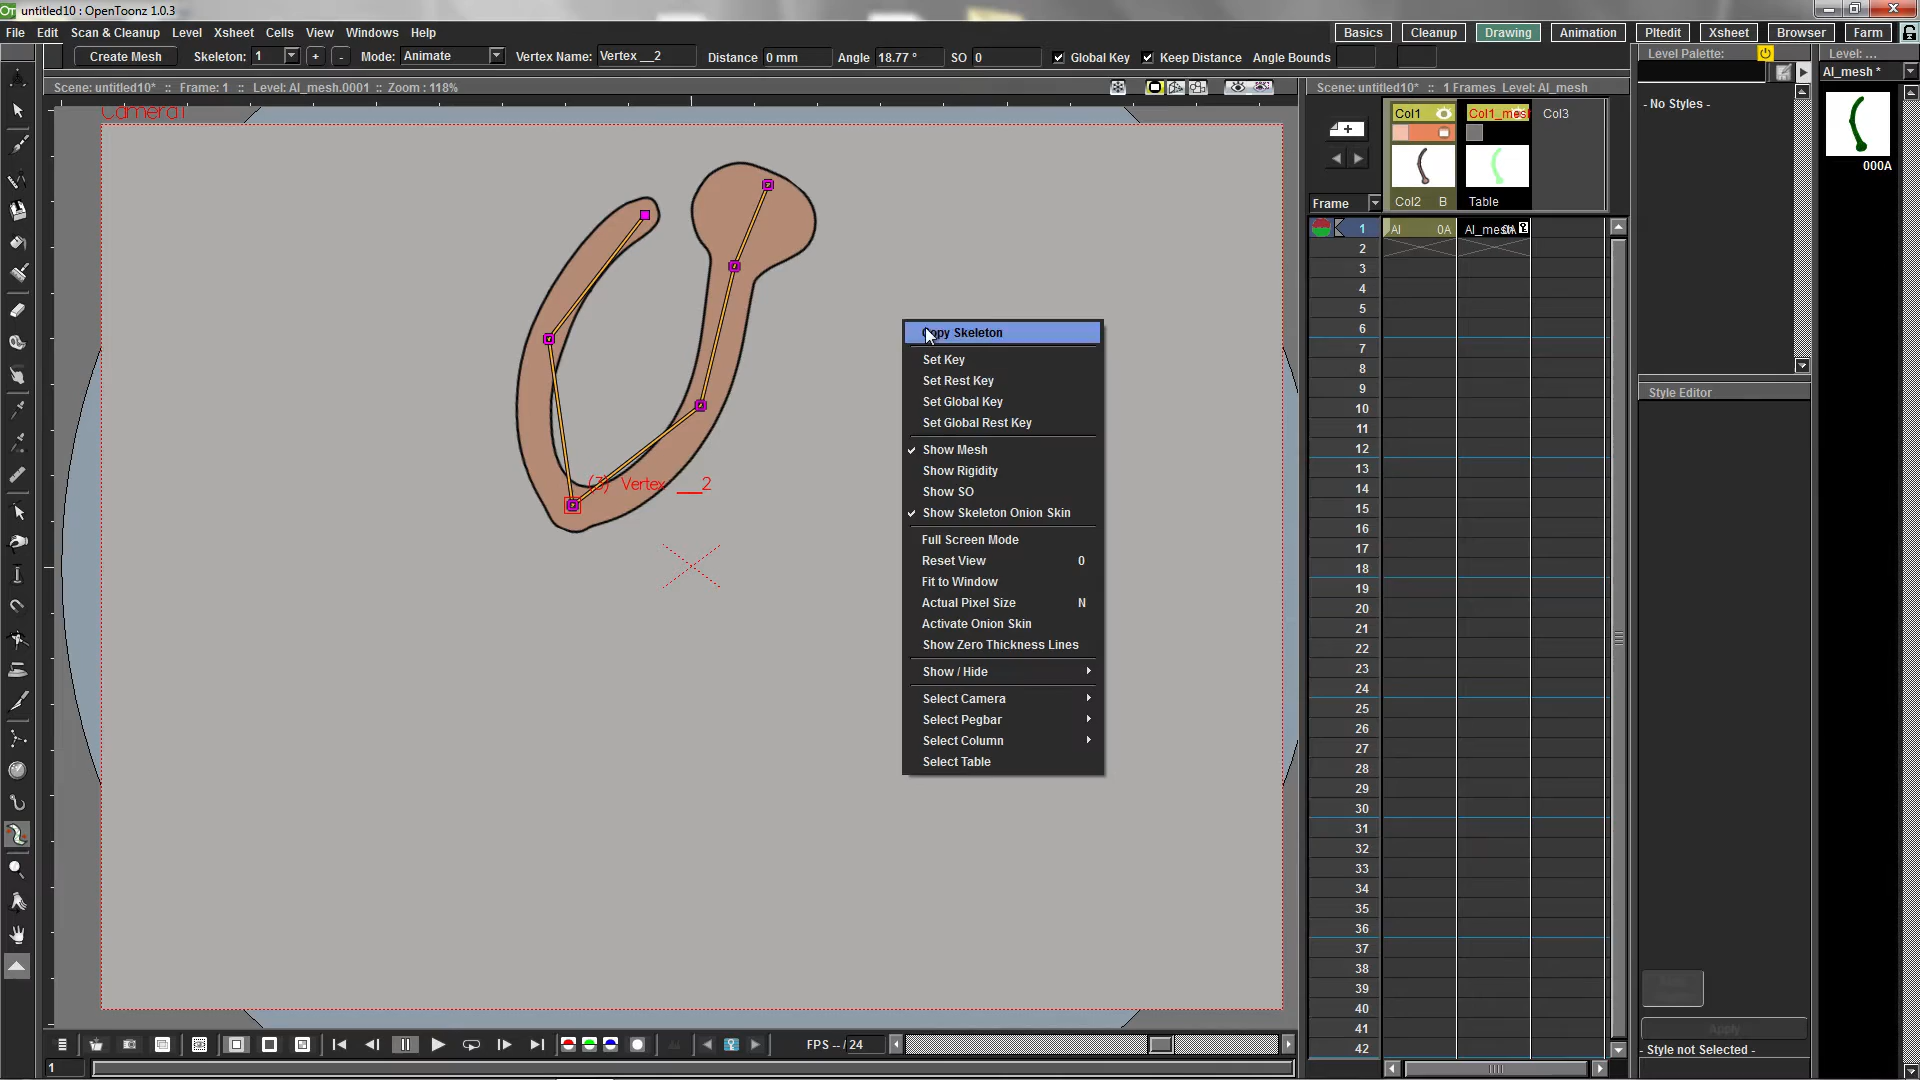 untitled10 : OpenToonz 1.0.3
File Edit Scan & Cleanup Level Xsheet Cells View Windows Help
Basics Cleanup Drawing Animation Pltedit Xsheet Browser Farm
Create Mesh Skeleton: 1 + - Mode: Animate Vertex Name: Vertex __2 Distance 0 mm Angle 18.77 ° SO 0 Global Key Keep Distance Angle Bounds
Level Palette:
Level: ...
AI_mesh *
Scene: untitled10* :: Frame: 1 :: Level: AI_mesh.0001 :: Zoom : 118%
Scene: untitled10* :: 1 Frames Level: AI_mesh
- No Styles -
000A
Camera1
Col1
Col1_mesh
Col3
Col2 B
Table
Frame
AI 0A
AI_mesh 0A
(3) Vertex __2
Copy Skeleton
Set Key
Set Rest Key
Set Global Key
Set Global Rest Key
Show Mesh
Show Rigidity
Show SO
Show Skeleton Onion Skin
Full Screen Mode
Reset View 0
Fit to Window
Actual Pixel Size N
Activate Onion Skin
Show Zero Thickness Lines
Show / Hide
Select Camera
Select Pegbar
Select Column
Select Table
1
2
3
4
5
6
7
8
9
10
11
12
13
14
15
16
17
18
19
20
21
22
23
24
25
26
27
28
29
30
31
32
33
34
35
36
37
38
39
40
41
42
Style Editor
Apply
- Style not Selected -
FPS -- / 24
1